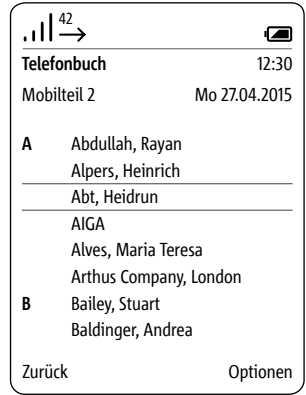 42
Telefonbuch 12:30
Mobilteil 2 Mo 27.04.2015
A Abdullah, Rayan
Alpers, Heinrich
Abt, Heidrun
AIGA
Alves, Maria Teresa
Arthus Company, London
B Bailey, Stuart
Baldinger, Andrea
Zurück Optionen